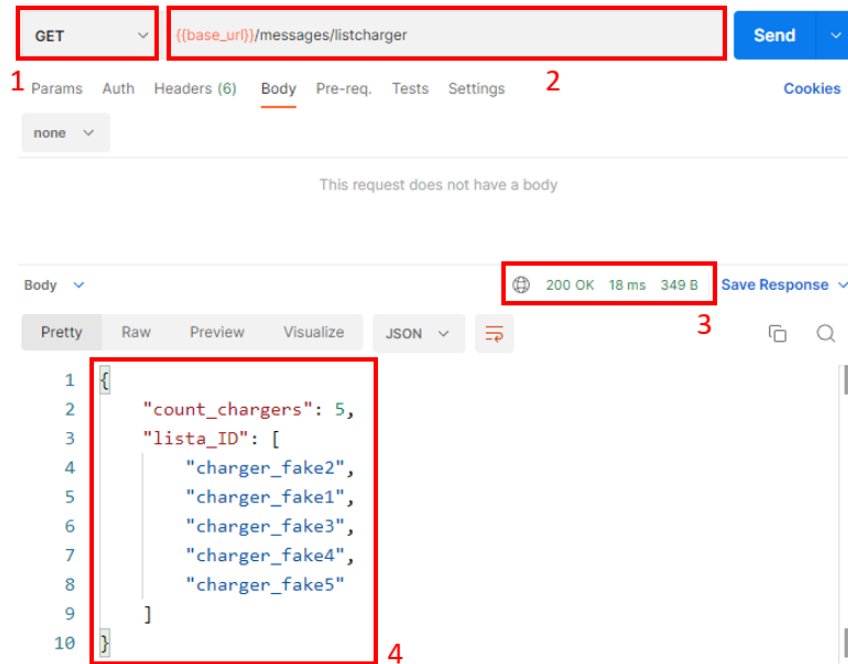 GET {{base_url}}/messages/listcharger Send
1 2
Params Auth Headers (6) Body Pre-req. Tests Settings Cookies
none
This request does not have a body
Body 200 OK 18 ms 349 B Save Response
3
Pretty Raw Preview Visualize JSON
1 {
2 "count_chargers": 5,
3 "lista_ID": [
4 "charger_fake2",
5 "charger_fake1",
6 "charger_fake3",
7 "charger_fake4",
8 "charger_fake5"
9 ]
10 }
4